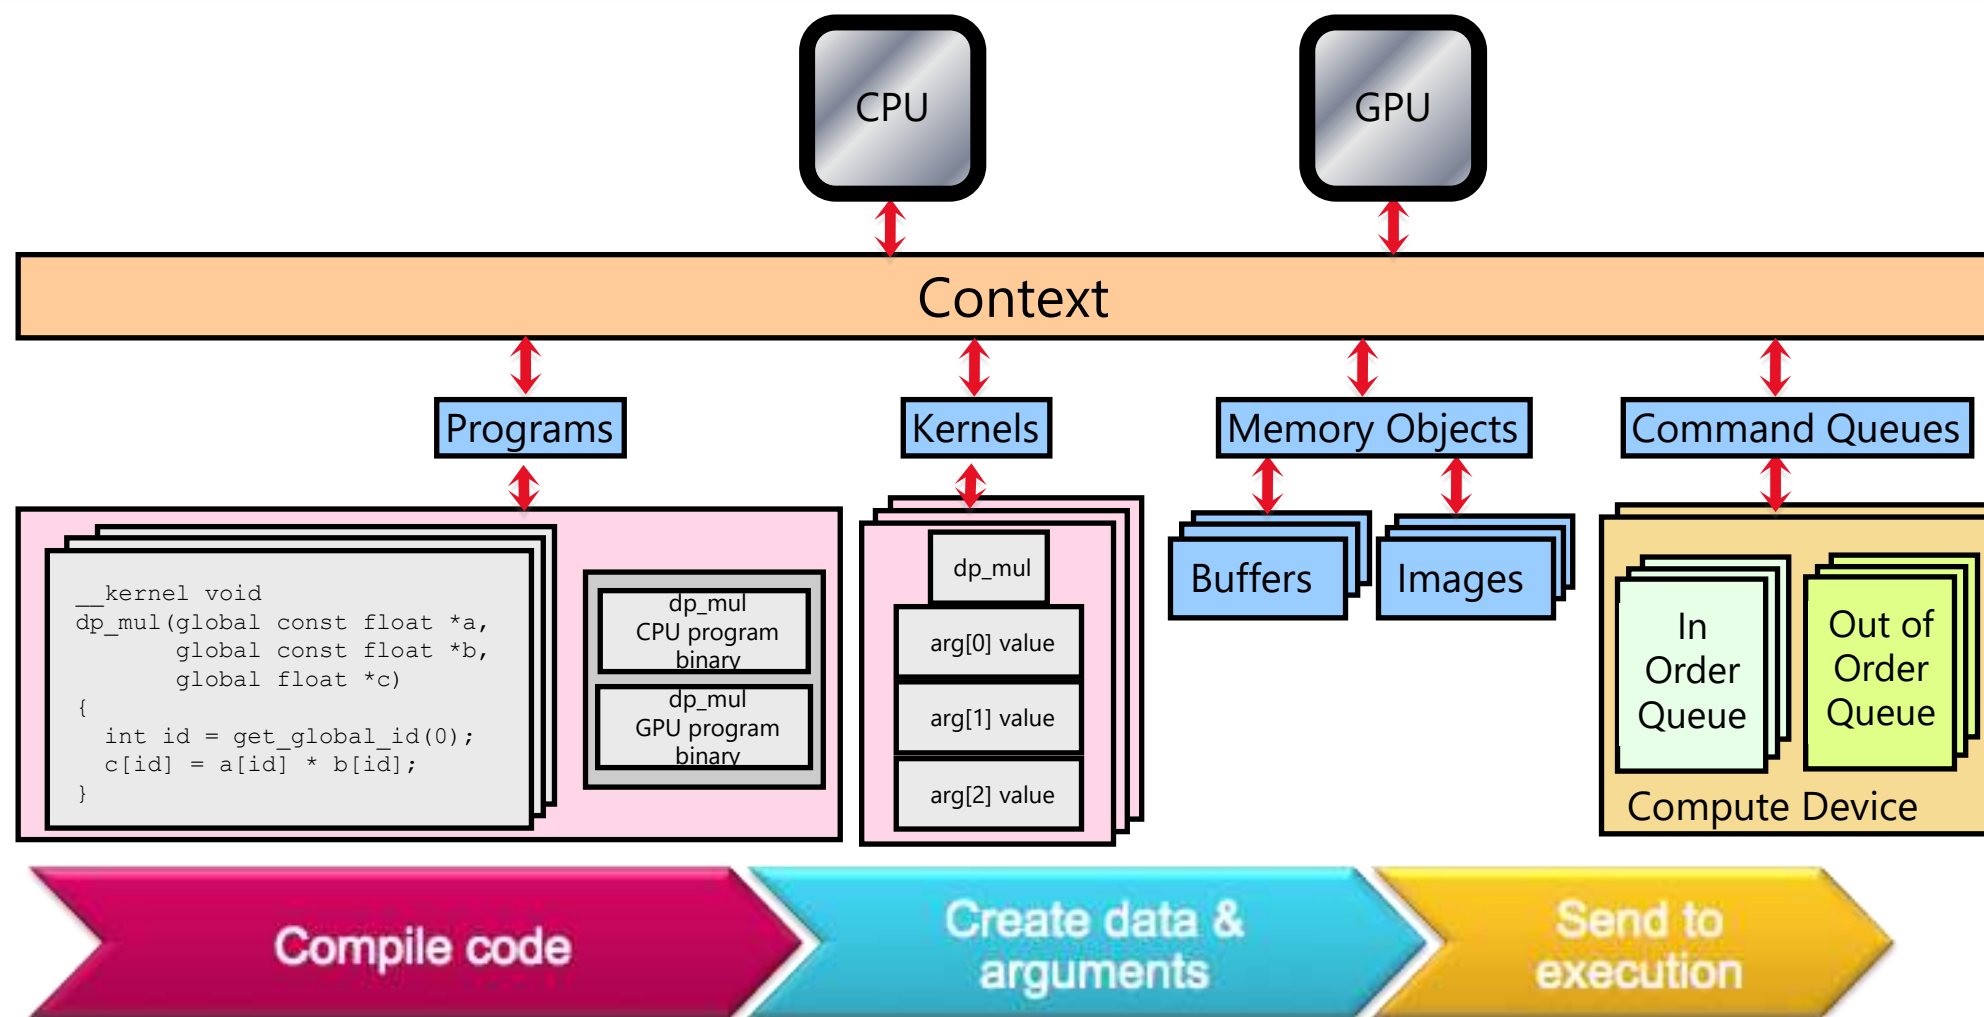 CPU
GPU
Context
Programs
Kernels
Memory Objects
Command Queues
__kernel void
dp_mul(global const float *a,
       global const float *b,
       global float *c)
{
  int id = get_global_id(0);
  c[id] = a[id] * b[id];
}
dp_mul
CPU program
binary
dp_mul
GPU program
binary
dp_mul
arg[0] value
arg[1] value
arg[2] value
Buffers
Images
In
Order
Queue
Out of
Order
Queue
Compute Device
Compile code
Create data &
arguments
Send to
execution